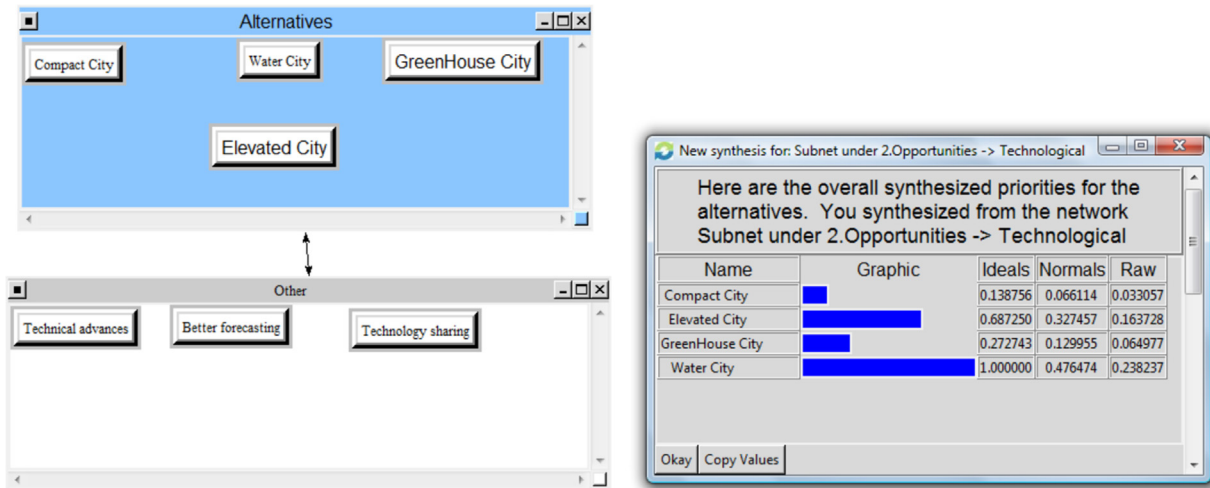 Alternatives
Compact City
Water City
GreenHouse City
Elevated City
Other
Technical advances
Better forecasting
Technology sharing
New synthesis for: Subnet under 2.Opportunities -> Technological
Here are the overall synthesized priorities for the
alternatives. You synthesized from the network
Subnet under 2.Opportunities -> Technological
Name Graphic Ideals Normals Raw
Compact City 0.138756 0.066114 0.033057
Elevated City 0.687250 0.327457 0.163728
GreenHouse City 0.272743 0.129955 0.064977
Water City 1.000000 0.476474 0.238237
Okay Copy Values